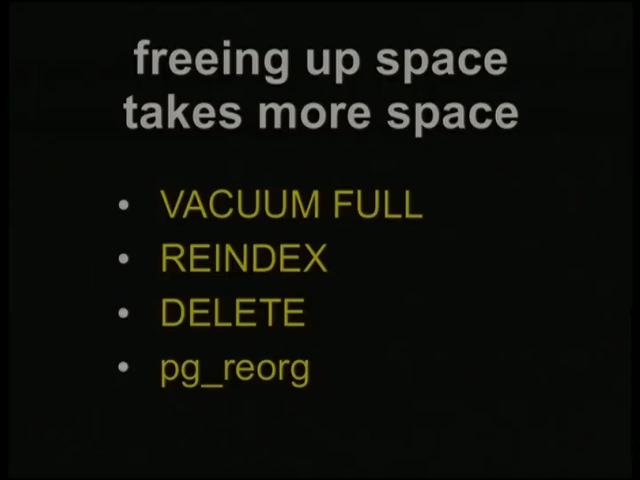 freeing up space
takes more space
• VACUUM FULL
• REINDEX
• DELETE
• pg_reorg